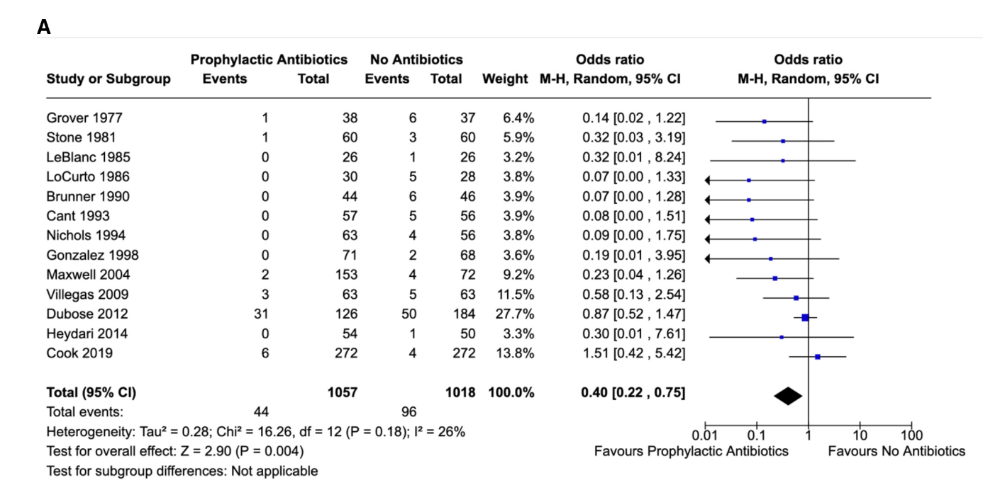 A
Prophylactic Antibiotics No Antibiotics Odds ratio Odds ratio
Study or Subgroup Events Total Events Total Weight M-H, Random, 95% CI M-H, Random, 95% CI
Grover 1977 1 38 6 37 6.4% 0.14 [0.02 , 1.22]
Stone 1981 1 60 3 60 5.9% 0.32 [0.03 , 3.19]
LeBlanc 1985 0 26 1 26 3.2% 0.32 [0.01 , 8.24]
LoCurto 1986 0 30 5 28 3.8% 0.07 [0.00 , 1.33]
Brunner 1990 0 44 6 46 3.9% 0.07 [0.00 , 1.28]
Cant 1993 0 57 5 56 3.9% 0.08 [0.00 , 1.51]
Nichols 1994 0 63 4 56 3.8% 0.09 [0.00 , 1.75]
Gonzalez 1998 0 71 2 68 3.6% 0.19 [0.01 , 3.95]
Maxwell 2004 2 153 4 72 9.2% 0.23 [0.04 , 1.26]
Villegas 2009 3 63 5 63 11.5% 0.58 [0.13 , 2.54]
Dubose 2012 31 126 50 184 27.7% 0.87 [0.52 , 1.47]
Heydari 2014 0 54 1 50 3.3% 0.30 [0.01 , 7.61]
Cook 2019 6 272 4 272 13.8% 1.51 [0.42 , 5.42]
Total (95% CI) 1057 1018 100.0% 0.40 [0.22 , 0.75]
Total events: 44 96
Heterogeneity: Tau² = 0.28; Chi² = 16.26, df = 12 (P = 0.18); I² = 26%
0.01 0.1 1 10 100
Test for overall effect: Z = 2.90 (P = 0.004) Favours Prophylactic Antibiotics Favours No Antibiotics
Test for subgroup differences: Not applicable